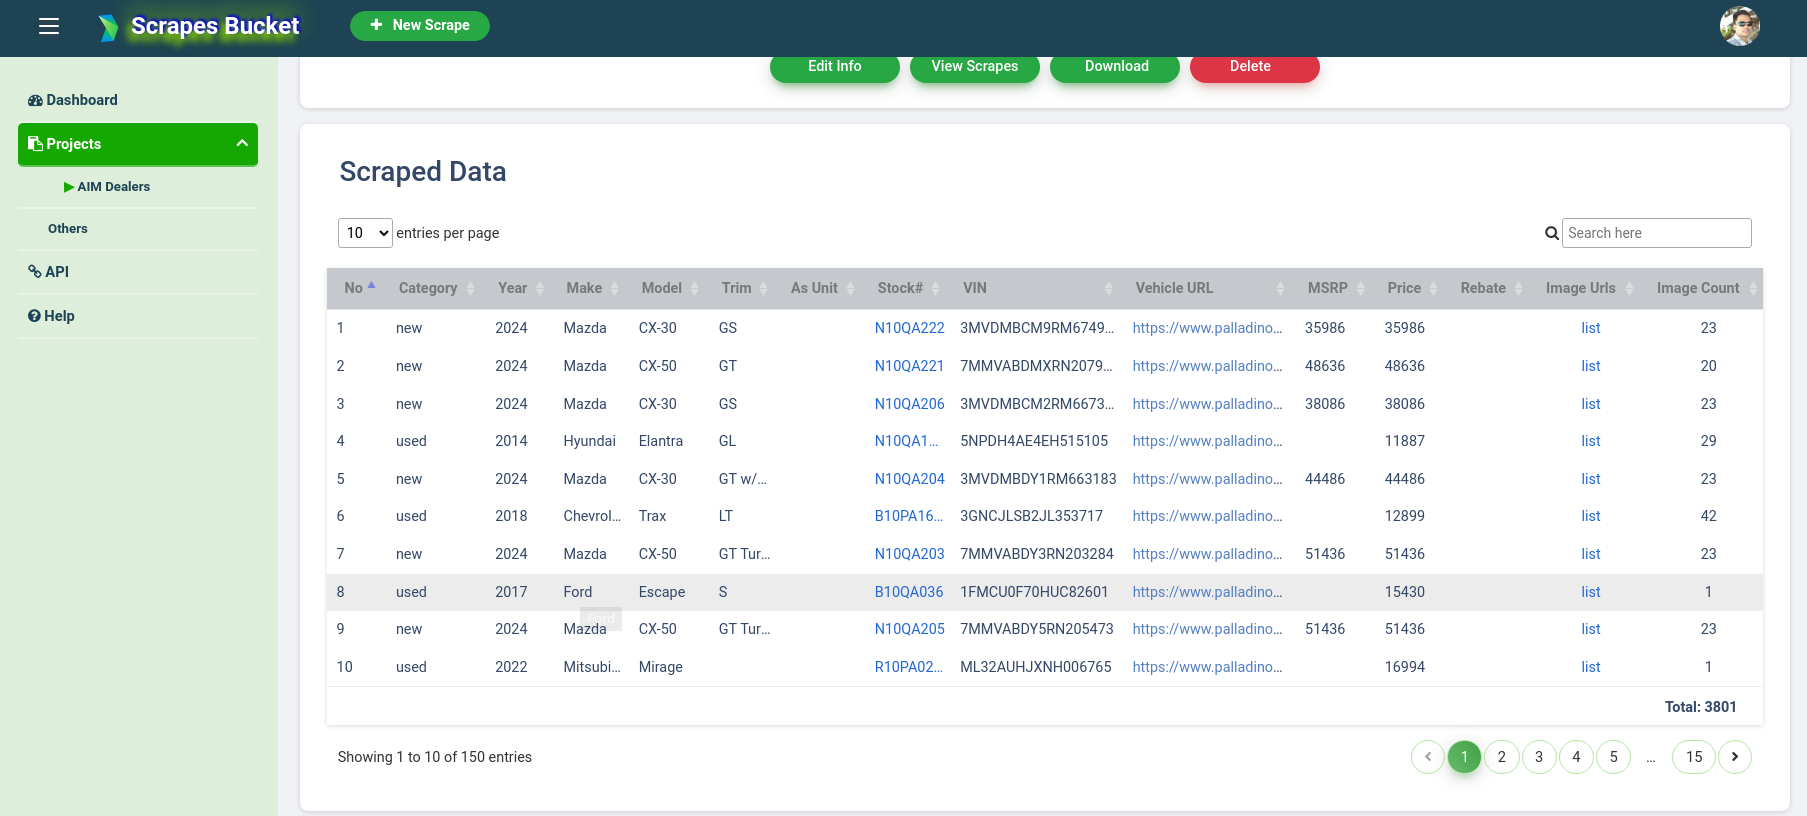 Scrapes Bucket
New Scrape
Dashboard
Projects
AIM Dealers
Others
API
Help
Edit Info View Scrapes Download Delete
Scraped Data
10 entries per page
Search here
No Category Year Make Model Trim As Unit Stock# VIN Vehicle URL MSRP Price Rebate Image Urls Image Count
1 new 2024 Mazda CX-30 GS N10QA222 3MVDMBCM9RM6749... https://www.palladino... 35986 35986 list 23
2 new 2024 Mazda CX-50 GT N10QA221 7MMVABDMXRN2079... https://www.palladino... 48636 48636 list 20
3 new 2024 Mazda CX-30 GS N10QA206 3MVDMBCM2RM6673... https://www.palladino... 38086 38086 list 23
4 used 2014 Hyundai Elantra GL N10QA1... 5NPDH4AE4EH515105 https://www.palladino... 11887 list 29
5 new 2024 Mazda CX-30 GT w/... N10QA204 3MVDMBDY1RM663183 https://www.palladino... 44486 44486 list 23
6 used 2018 Chevrol... Trax LT B10PA16... 3GNCJLSB2JL353717 https://www.palladino... 12899 list 42
7 new 2024 Mazda CX-50 GT Tur... N10QA203 7MMVABDY3RN203284 https://www.palladino... 51436 51436 list 23
8 used 2017 Ford Escape S B10QA036 1FMCU0F70HUC82601 https://www.palladino... 15430 list 1
Ford
9 new 2024 Mazda CX-50 GT Tur... N10QA205 7MMVABDY5RN205473 https://www.palladino... 51436 51436 list 23
10 used 2022 Mitsubi... Mirage R10PA02... ML32AUHJXNH006765 https://www.palladino... 16994 list 1
Total: 3801
Showing 1 to 10 of 150 entries
1 2 3 4 5 ... 15